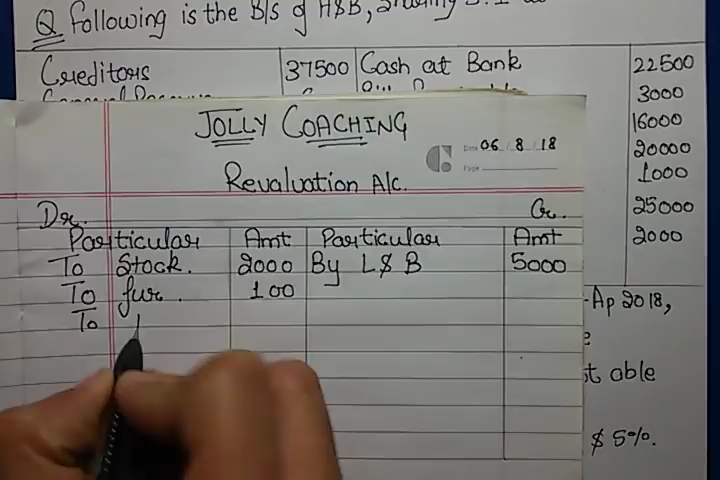 Q Following is the B/s of H$B, Sharing
Creditors 37500 Cash at Bank 22500
3000
16000
20000
1000
25000
2000
JOLLY COACHING
Date 06/8/18
Page
Revaluation A/c.
Dr. Cr.
Particular Amt Particular Amt
To Stock. 2000 By L$B 5000
To fur. 100
To
-Ap 2018,
able
$ 5%.